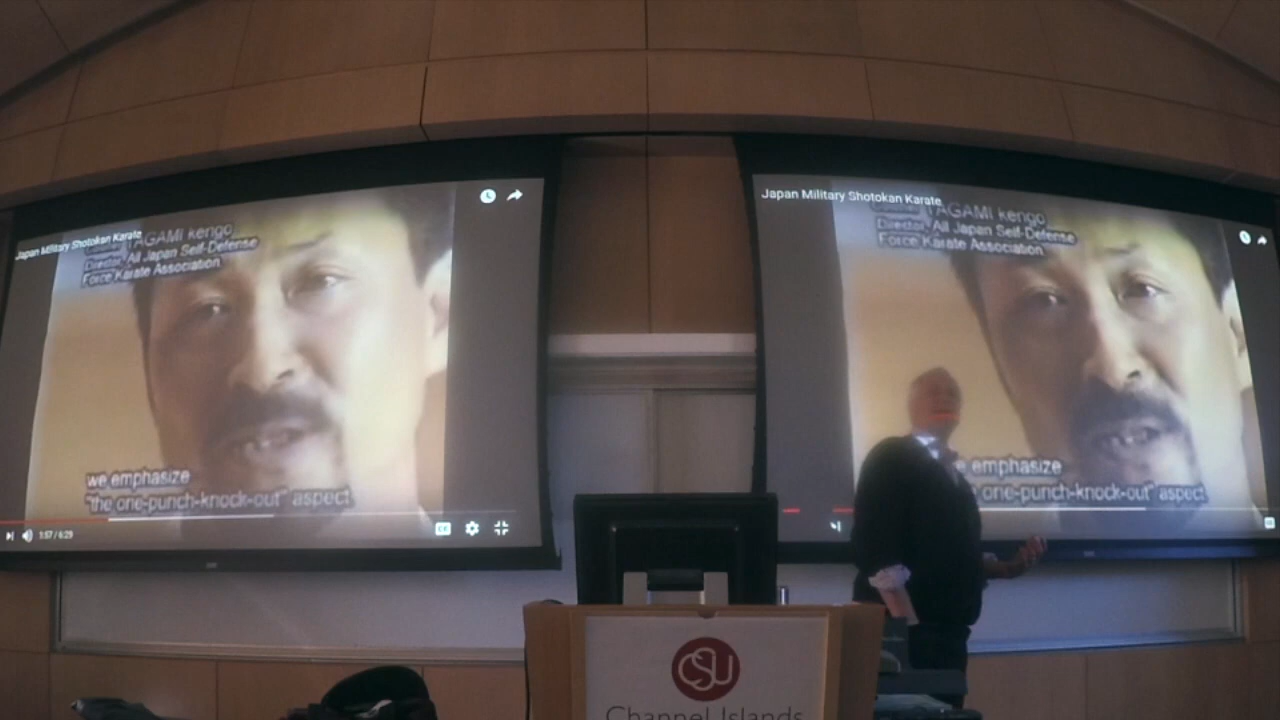 Japan Military Shotokan Karate
TAGAMI kengo
Director, All Japan Self-Defense
Force Karate Association
we emphasize
"the one-punch-knock-out" aspect
1:57 / 6:29
CC
Japan Military Shotokan Karate
TAGAMI kengo
Director, All Japan Self-Defense
Force Karate Association
emphasize
one-punch-knock-out" aspect
CC
CSU
Channel Islands